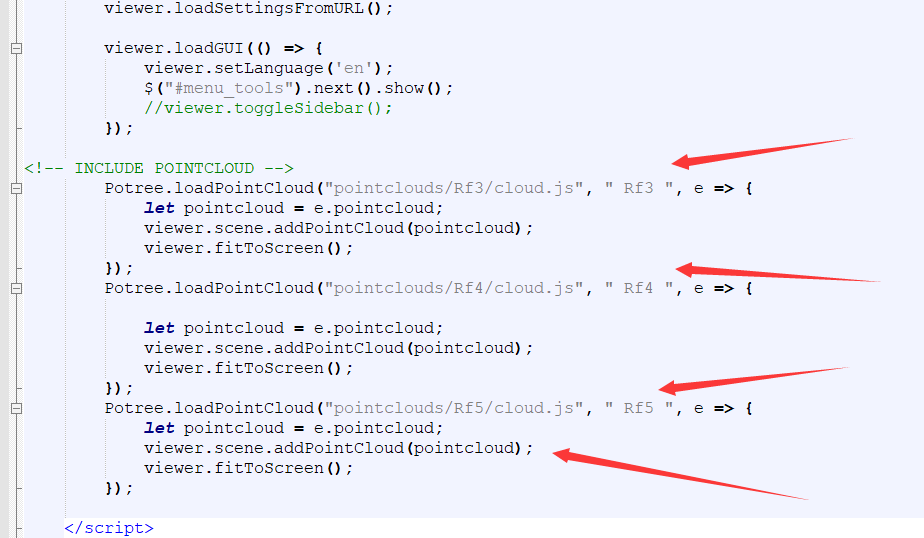 viewer.loadSettingsFromURL();
viewer.loadGUI(() => {
viewer.setLanguage('en');
$("#menu_tools").next().show();
//viewer.toggleSidebar();
});
<!-- INCLUDE POINTCLOUD -->
Potree.loadPointCloud("pointclouds/Rf3/cloud.js", " Rf3 ", e => {
let pointcloud = e.pointcloud;
viewer.scene.addPointCloud(pointcloud);
viewer.fitToScreen();
});
Potree.loadPointCloud("pointclouds/Rf4/cloud.js", " Rf4 ", e => {
let pointcloud = e.pointcloud;
viewer.scene.addPointCloud(pointcloud);
viewer.fitToScreen();
});
Potree.loadPointCloud("pointclouds/Rf5/cloud.js", " Rf5 ", e => {
let pointcloud = e.pointcloud;
viewer.scene.addPointCloud(pointcloud);
viewer.fitToScreen();
});
</script>